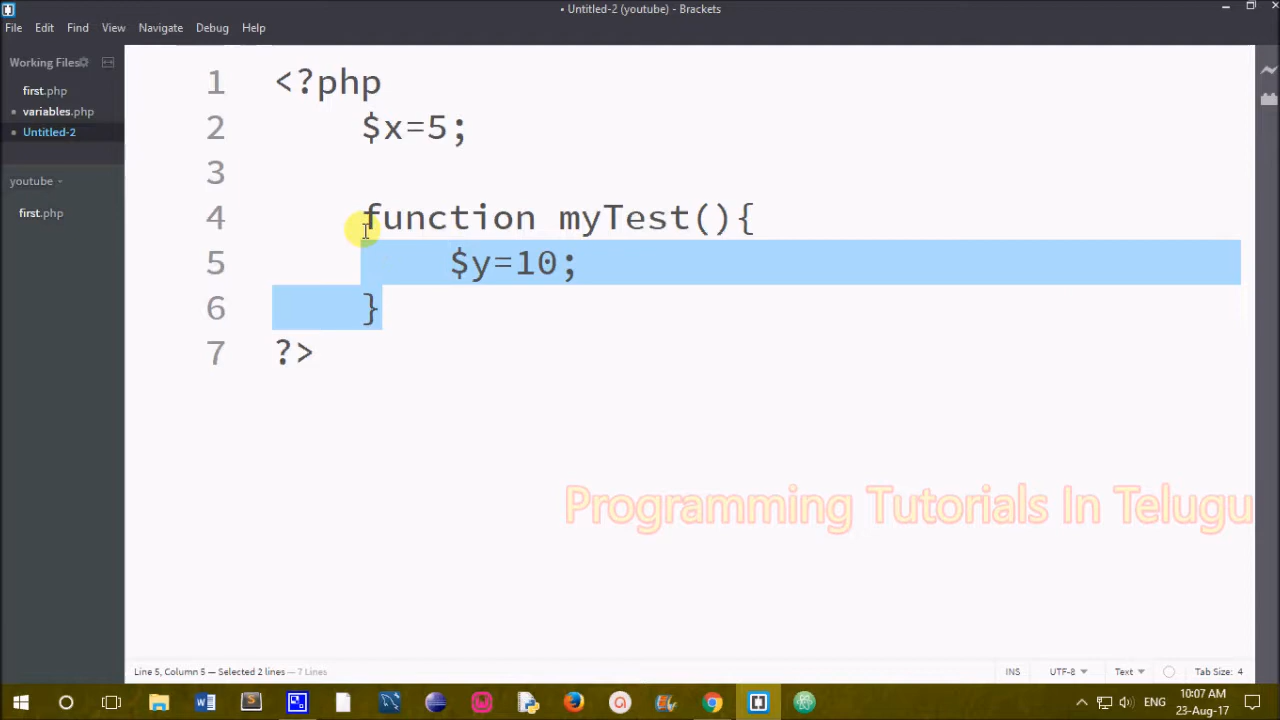 • Untitled-2 (youtube) - Brackets
File Edit Find View Navigate Debug Help
Working Files
first.php
• variables.php
• Untitled-2
youtube
first.php
1 <?php
2 $x=5;
3
4 function myTest(){
5 $y=10;
6 }
7 ?>
Programming Tutorials In Telugu
Line 5, Column 5 — Selected 2 lines — 7 Lines
INS UTF-8 Text Tab Size: 4
ENG
10:07 AM
23-Aug-17